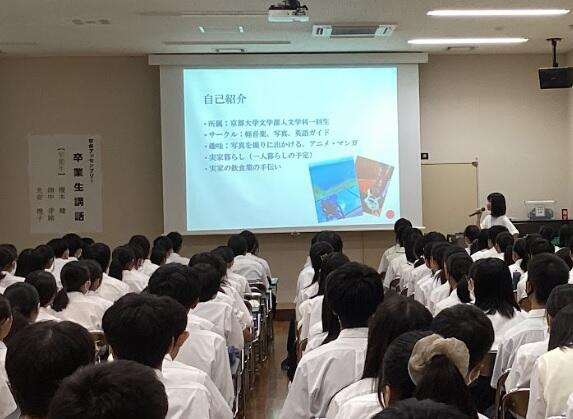 自己紹介
・所属：京都大学文学部人文学科一回生
・サークル：軽音楽、写真、英語ガイド
・趣味：写真を撮りに出かける、アニメ・マンガ
・実家暮らし（一人暮らしの予定）
・実家の飲食業の手伝い
卒業生講話
【卒業生】